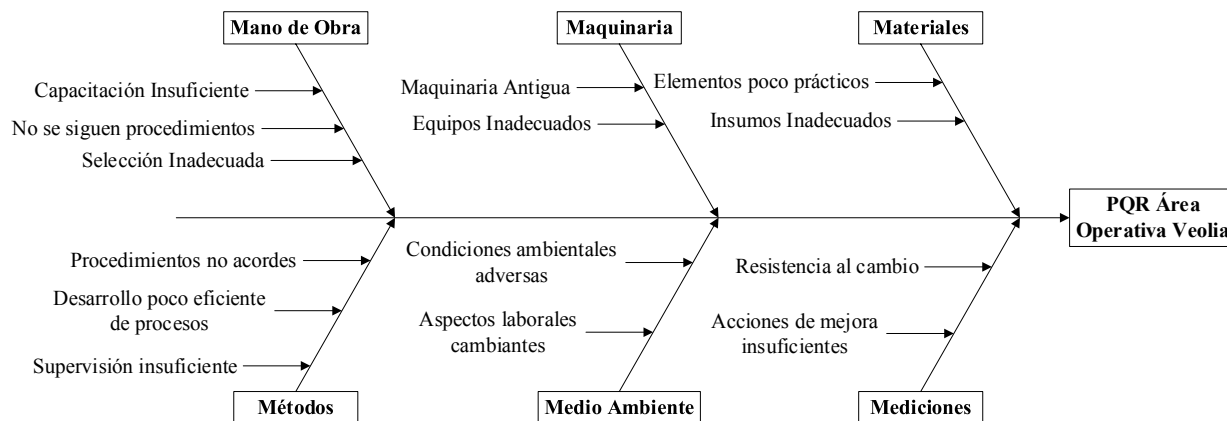 Mano de Obra
Maquinaria
Materiales
Capacitación Insuficiente
No se siguen procedimientos
Selección Inadecuada
Maquinaria Antigua
Equipos Inadecuados
Elementos poco prácticos
Insumos Inadecuados
PQR Área
Operativa Veolia
Procedimientos no acordes
Desarrollo poco eficiente
de procesos
Supervisión insuficiente
Condiciones ambientales
adversas
Aspectos laborales
cambiantes
Resistencia al cambio
Acciones de mejora
insuficientes
Métodos
Medio Ambiente
Mediciones